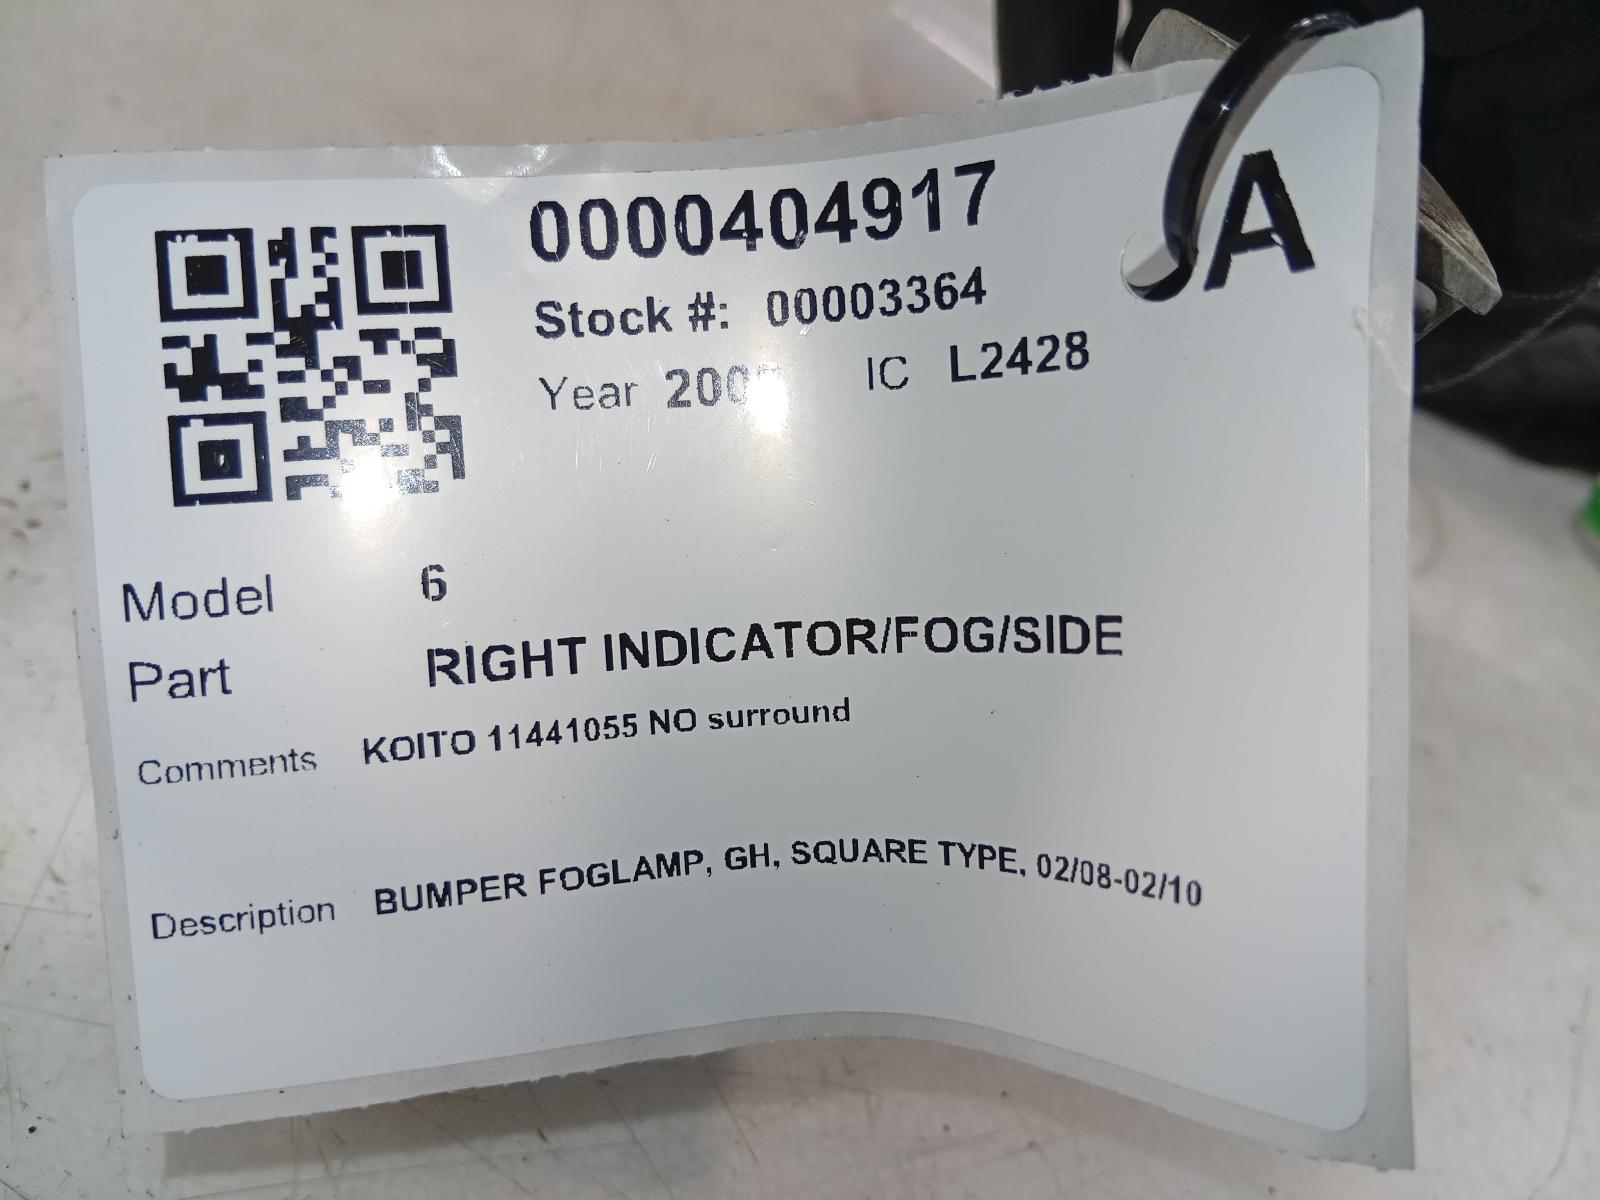 0000404917
A
Stock #: 00003364
Year IC L2428
Model 6
Part RIGHT INDICATOR/FOG/SIDE
Comments KOITO 11441055 NO surround
Description BUMPER FOGLAMP, GH, SQUARE TYPE, 02/08-02/10